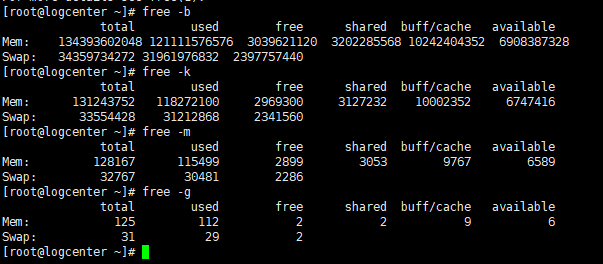 [root@logcenter ~]# free -b
total used free shared buff/cache available
Mem: 134393602048 121111576576 3039621120 3202285568 10242404352 6908387328
Swap: 34359734272 31961976832 2397757440
[root@logcenter ~]# free -k
total used free shared buff/cache available
Mem: 131243752 118272100 2969300 3127232 10002352 6747416
Swap: 33554428 31212868 2341560
[root@logcenter ~]# free -m
total used free shared buff/cache available
Mem: 128167 115499 2899 3053 9767 6589
Swap: 32767 30481 2286
[root@logcenter ~]# free -g
total used free shared buff/cache available
Mem: 125 112 2 2 9 6
Swap: 31 29 2
[root@logcenter ~]#